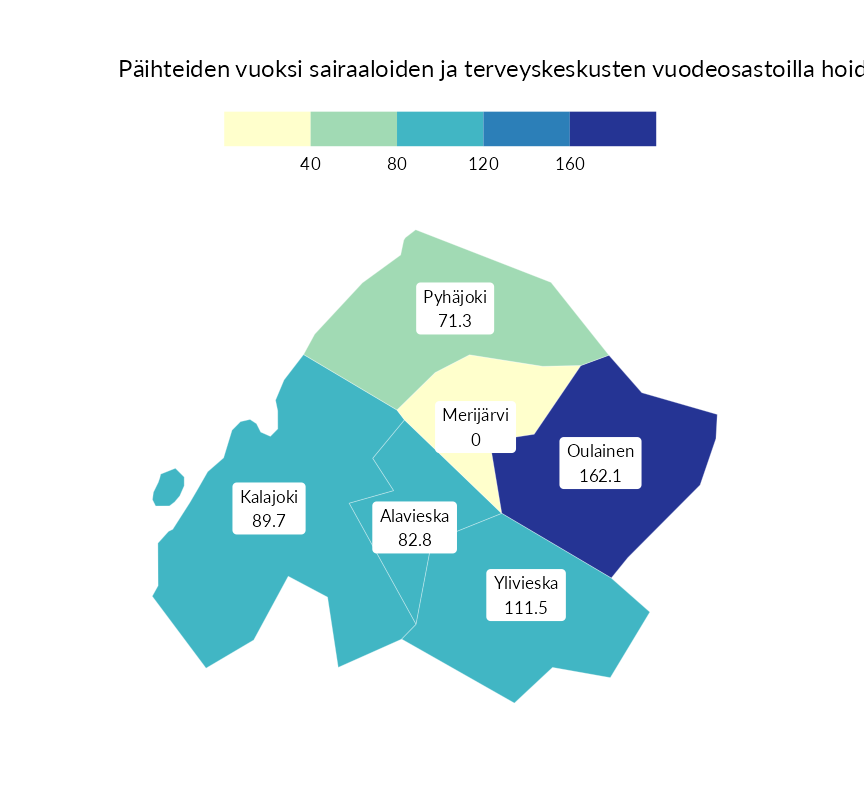 Päihteiden vuoksi sairaaloiden ja terveyskeskusten vuodeosastoilla hoid
40 80 120 160
Pyhäjoki
71.3
Merijärvi
0
Oulainen
162.1
Kalajoki
89.7
Alavieska
82.8
Ylivieska
111.5